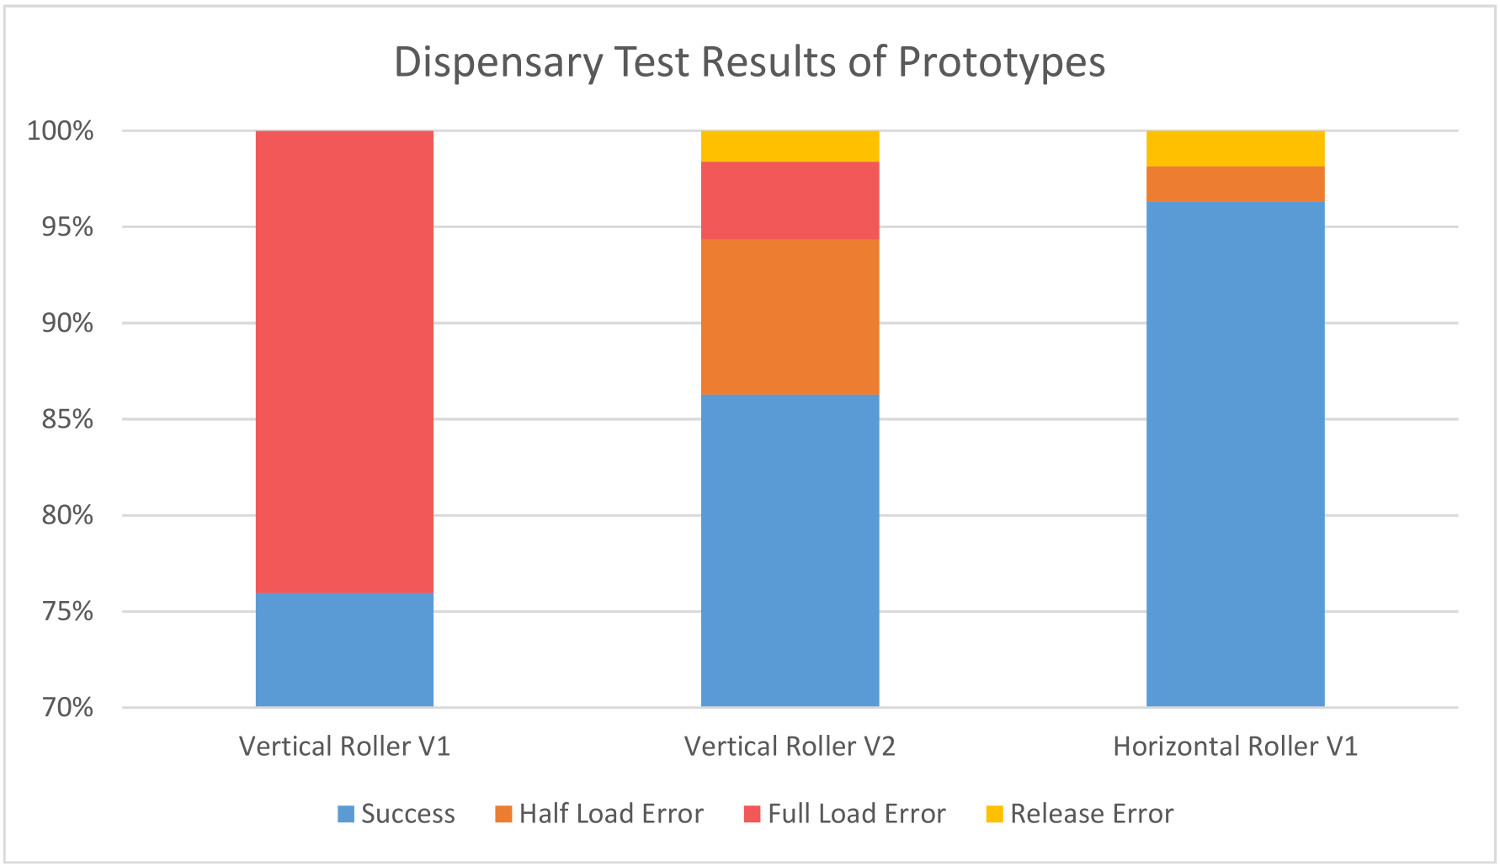 Dispensary Test Results of Prototypes
100%
95%
90%
85%
80%
75%
70%
Vertical Roller V1 Vertical Roller V2 Horizontal Roller V1
Success Half Load Error Full Load Error Release Error